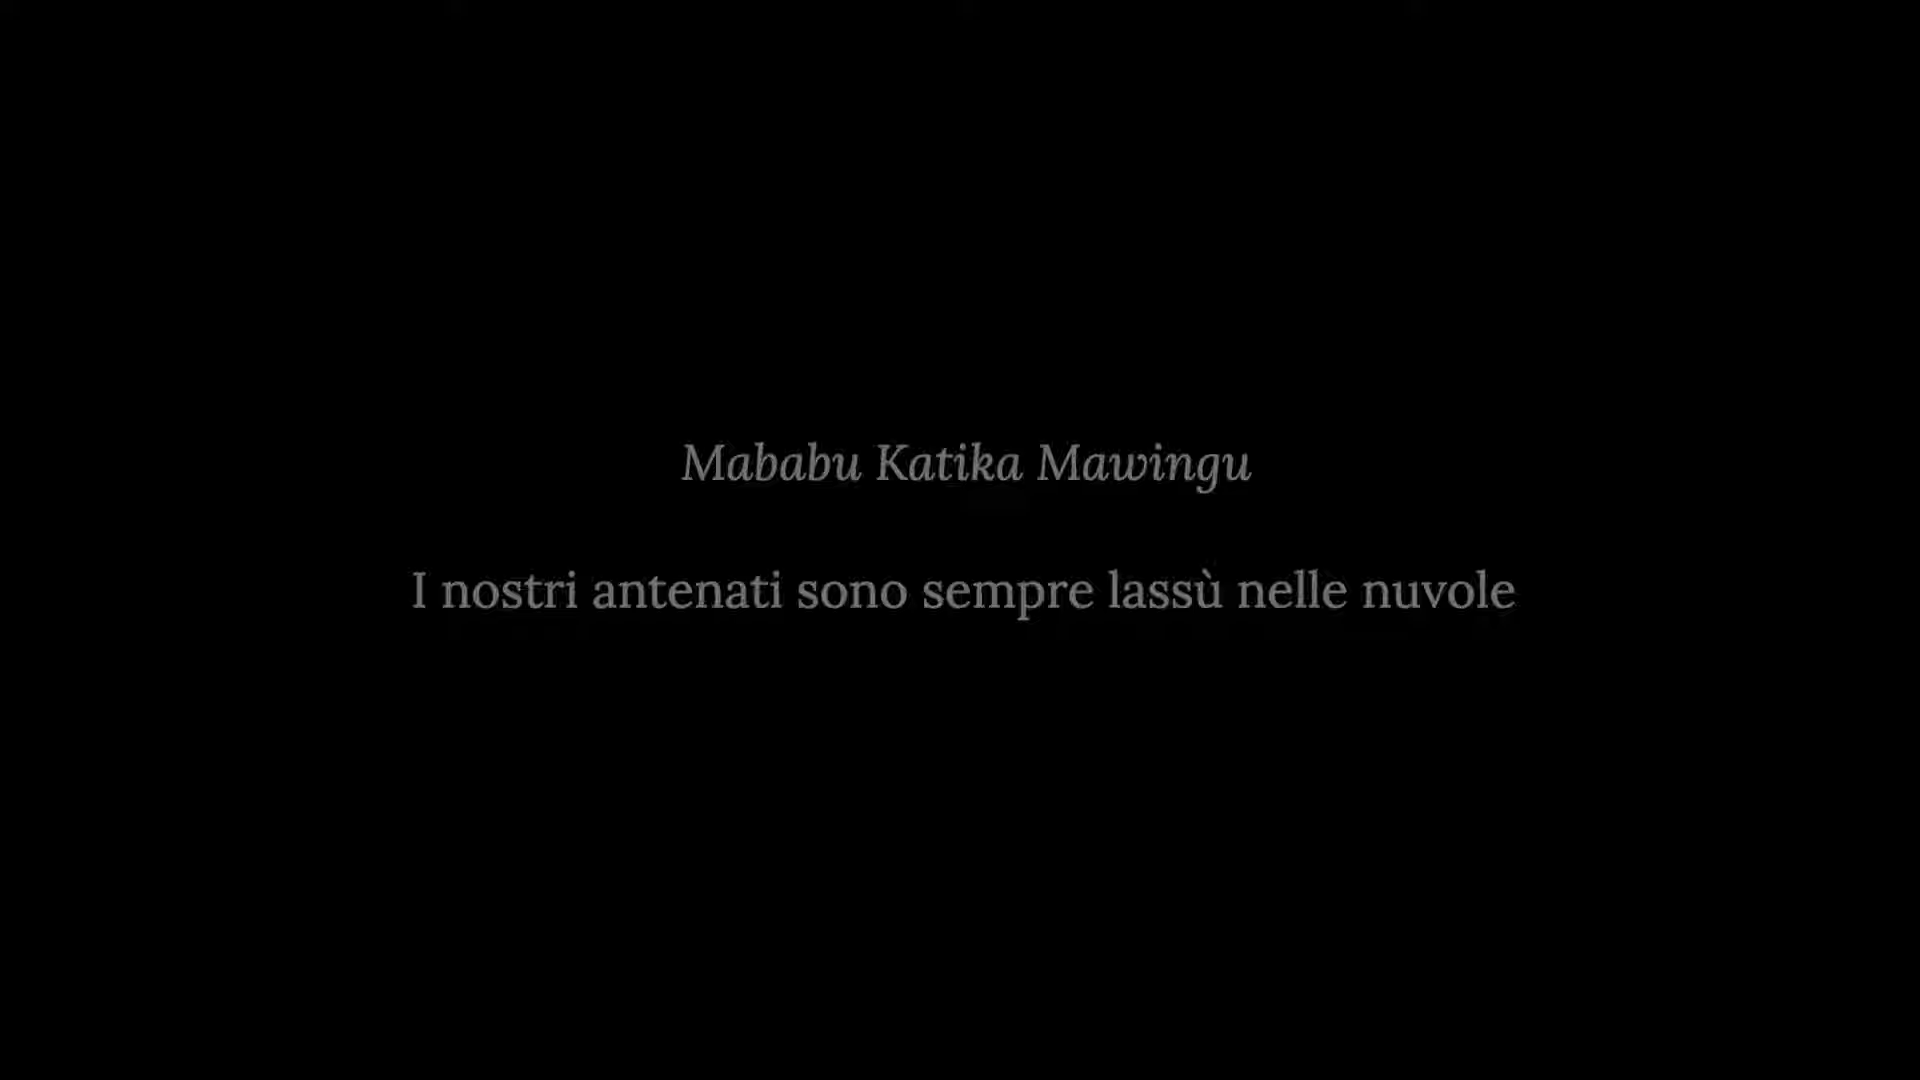 Mababu Katika Mawingu
I nostri antenati sono sempre lassù nelle nuvole